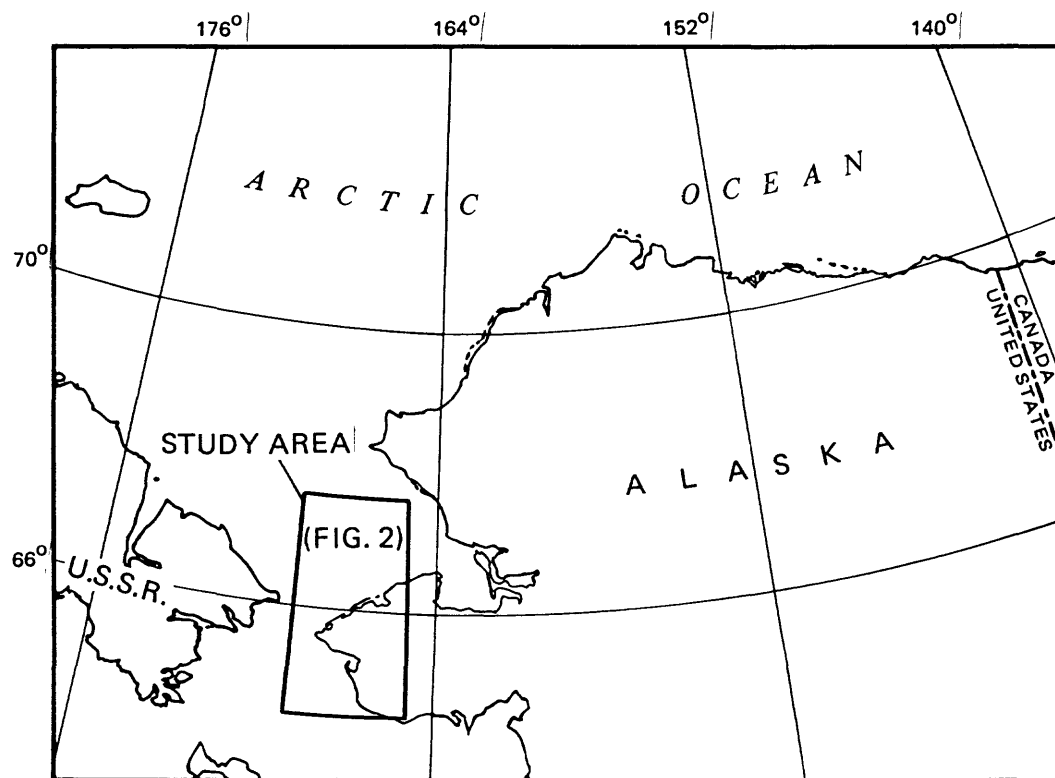 176° 164° 152° 140°
ARCTIC OCEAN
70°
CANADA
UNITED STATES
STUDY AREA
ALASKA
(FIG. 2)
66°
U.S.S.R.